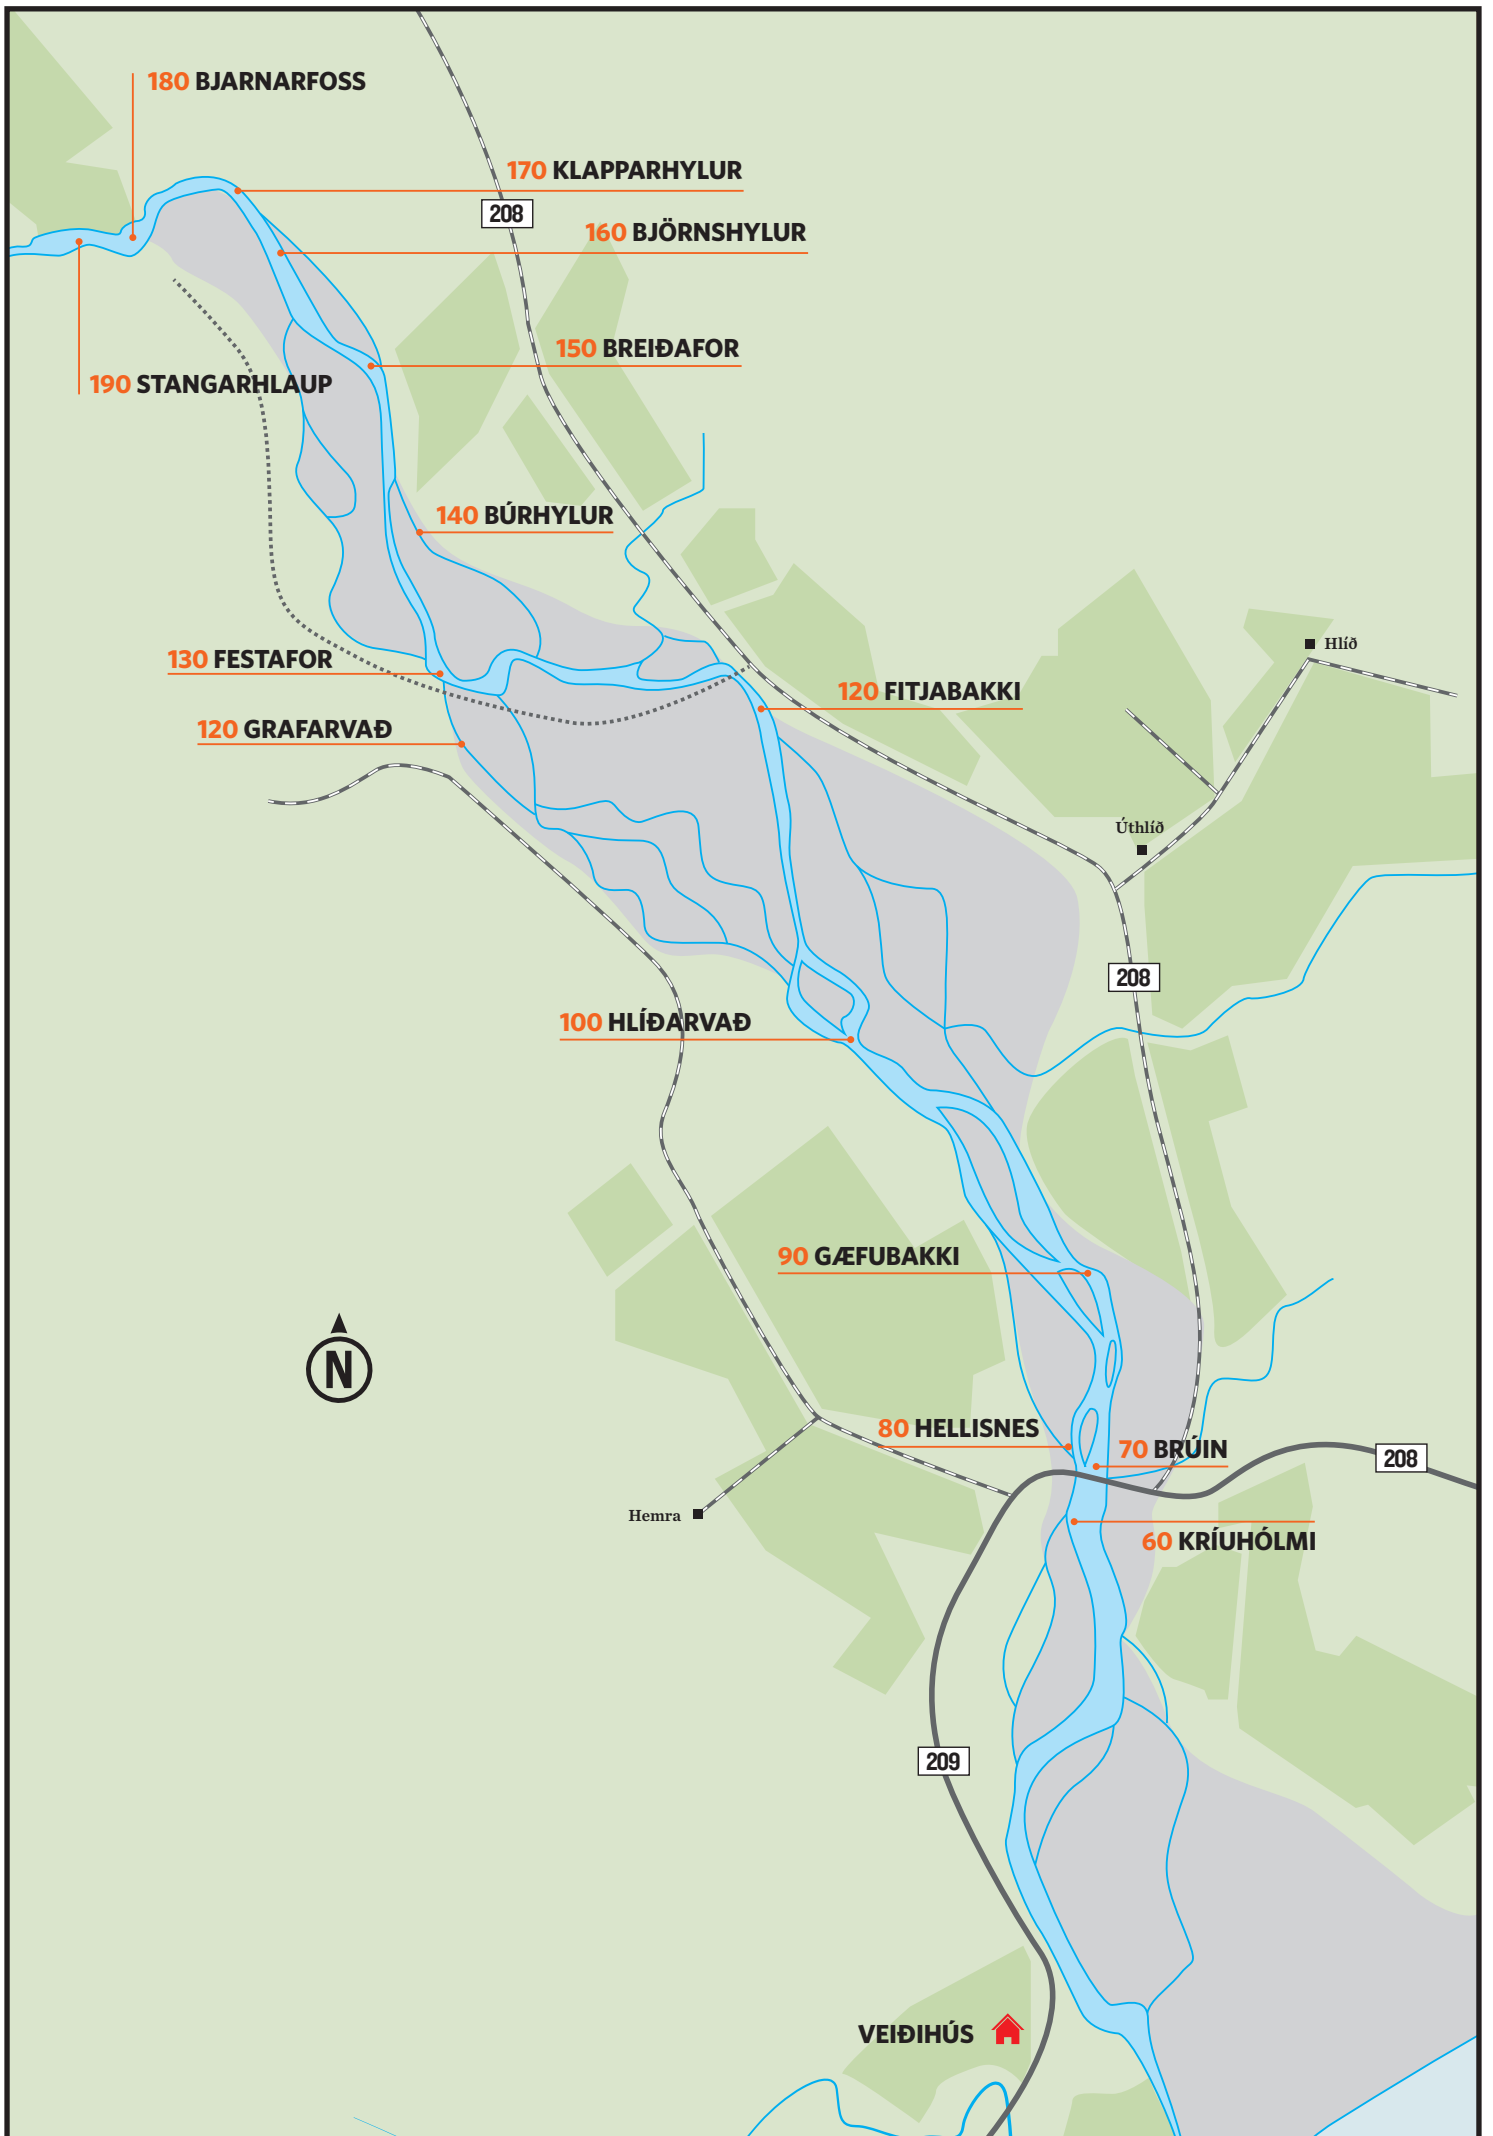 180 BJARNARFOSS
170 KLAPPARHYLUR
208
160 BJÖRNSHYLUR
150 BREIÐAFOR
190 STANGARHLAUP
140 BÚRHYLUR
Hlíð
130 FESTAFOR
120 FITJABAKKI
120 GRAFARVAÐ
Úthlíð
208
100 HLÍÐARVAÐ
90 GÆFUBAKKI
N
80 HELLISNES
70 BRÚIN
208
Hemra
60 KRÍUHÓLMI
209
VEIÐIHÚS